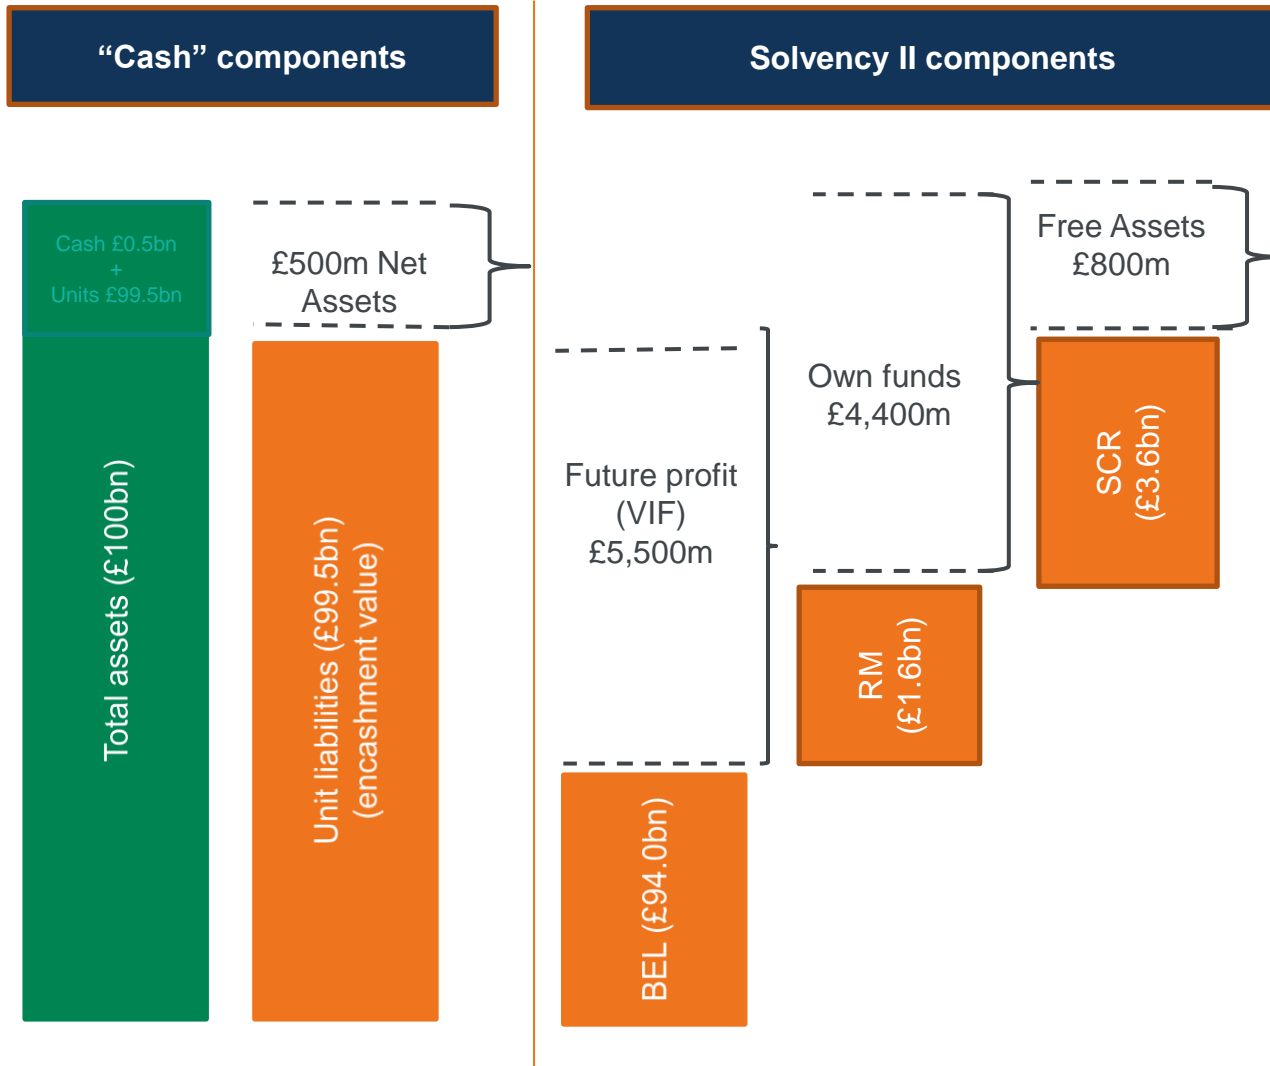 “Cash” components
Solvency II components
Cash £0.5bn
+
Units £99.5bn
Total assets (£100bn)
£500m Net
Assets
Unit liabilities (£99.5bn)
(encashment value)
Future profit
(VIF)
£5,500m
BEL (£94.0bn)
Own funds
£4,400m
RM
(£1.6bn)
Free Assets
£800m
SCR
(£3.6bn)